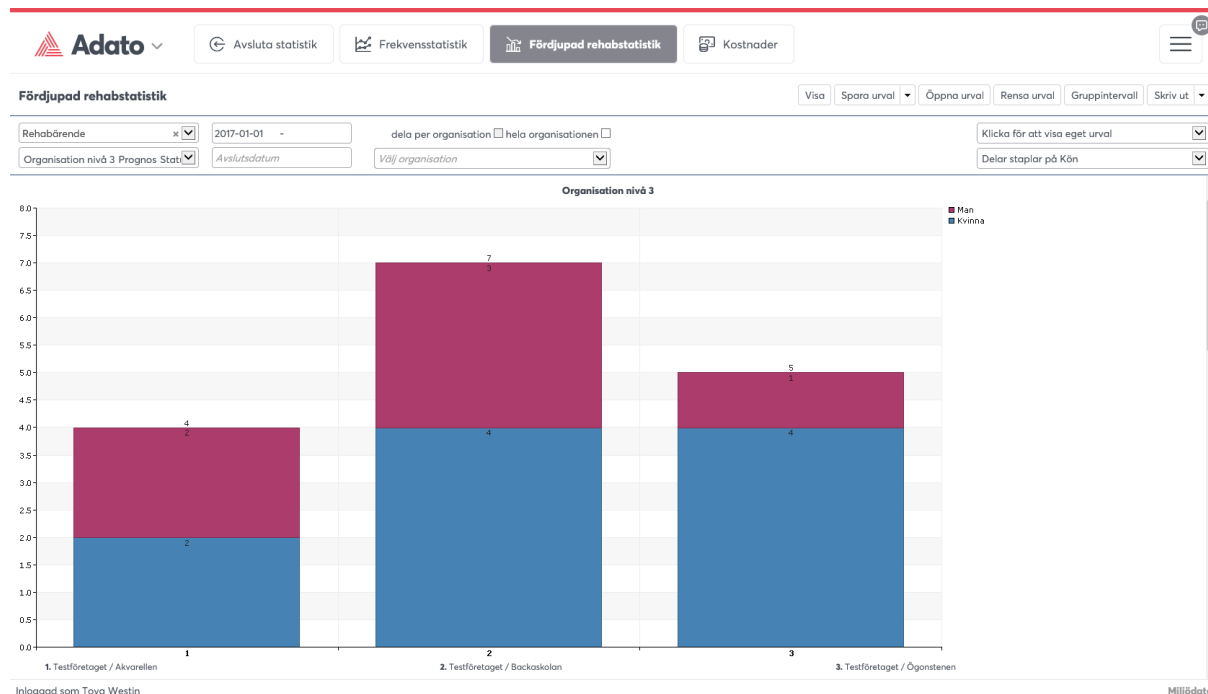 Adato
Avsluta statistik
Frekvensstatistik
Fördjupad rehabstatistik
Kostnader
Fördjupad rehabstatistik
Visa
Spara urval
Öppna urval
Rensa urval
Gruppintervall
Skriv ut
Rehabärende
2017-01-01 -
dela per organisation
hela organisationen
Klicka för att visa eget urval
Organisation nivå 3 Prognos Stat
Avslutsdatum
Välj organisation
Delar staplar på Kön
Organisation nivå 3
Man
Kvinna
8.0
7.5
7.0
6.5
6.0
5.5
5.0
4.5
4.0
3.5
3.0
2.5
2.0
1.5
1.0
0.5
0.0
4
2
2
7
3
4
5
1
4
1 2 3
1. Testföretaget / Akvarellen
2. Testföretaget / Backaskolan
3. Testföretaget / Ögonstenen
Inloggad som Tova Westin
Miljödata